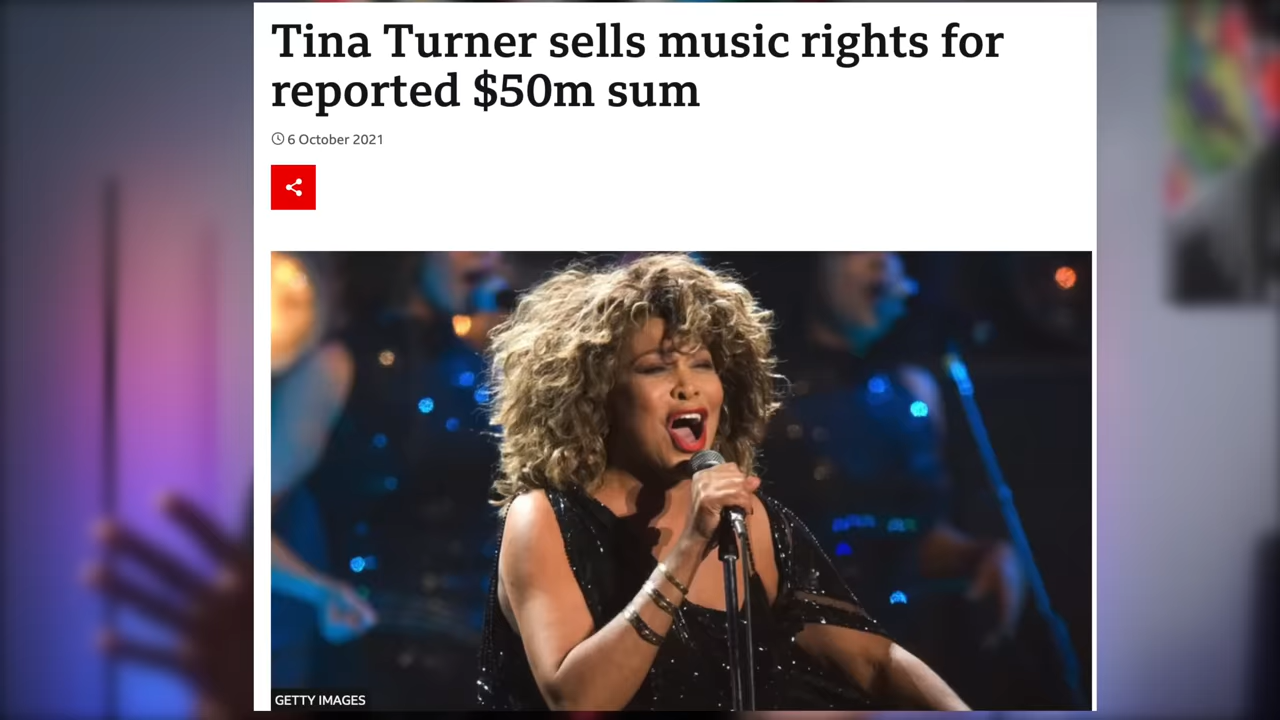 Tina Turner sells music rights for
reported $50m sum
6 October 2021
GETTY IMAGES